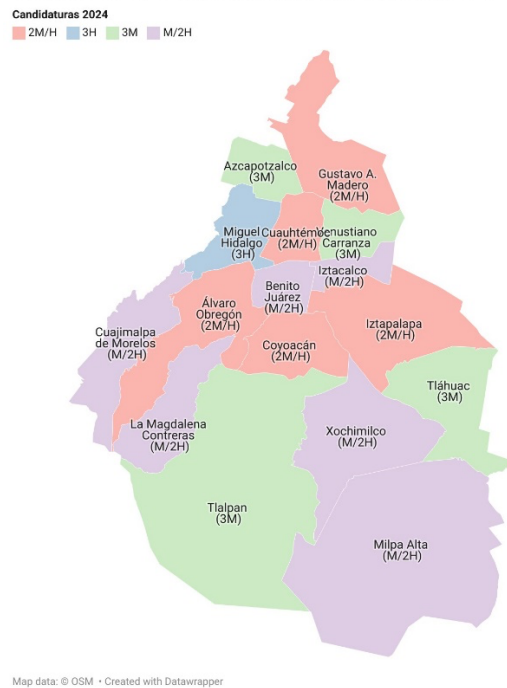 Candidaturas 2024
2M/H 3H 3M M/2H
Azcapotzalco
(3M)
Gustavo A.
Madero
(2M/H)
Miguel
Hidalgo
(3H)
Cuauhtémoc
(2M/H)
Venustiano
Carranza
(3M)
Iztacalco
(M/2H)
Benito
Juárez
(M/2H)
Álvaro
Obregón
(2M/H)
Iztapalapa
(2M/H)
Cuajimalpa
de Morelos
(M/2H)
Coyoacán
(2M/H)
Tláhuac
(3M)
La Magdalena
Contreras
(M/2H)
Xochimilco
(M/2H)
Tlalpan
(3M)
Milpa Alta
(M/2H)
Map data: © OSM • Created with Datawrapper